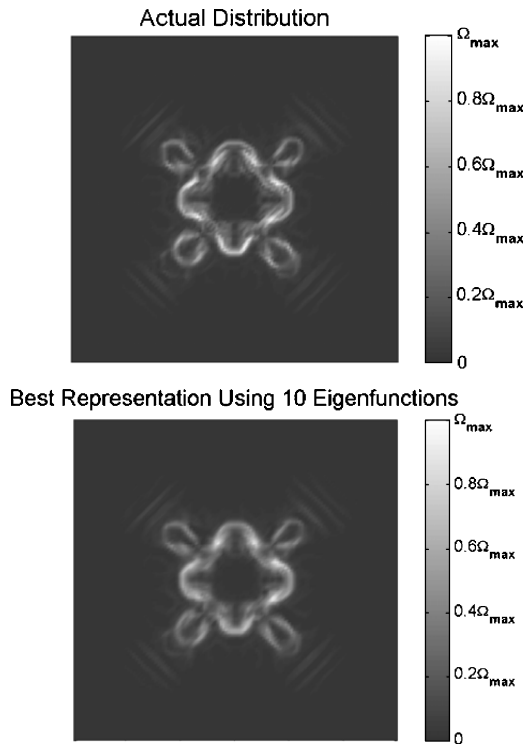 Actual Distribution
Ωmax
0.8Ωmax
0.6Ωmax
0.4Ωmax
0.2Ωmax
0
Best Representation Using 10 Eigenfunctions
Ωmax
0.8Ωmax
0.6Ωmax
0.4Ωmax
0.2Ωmax
0